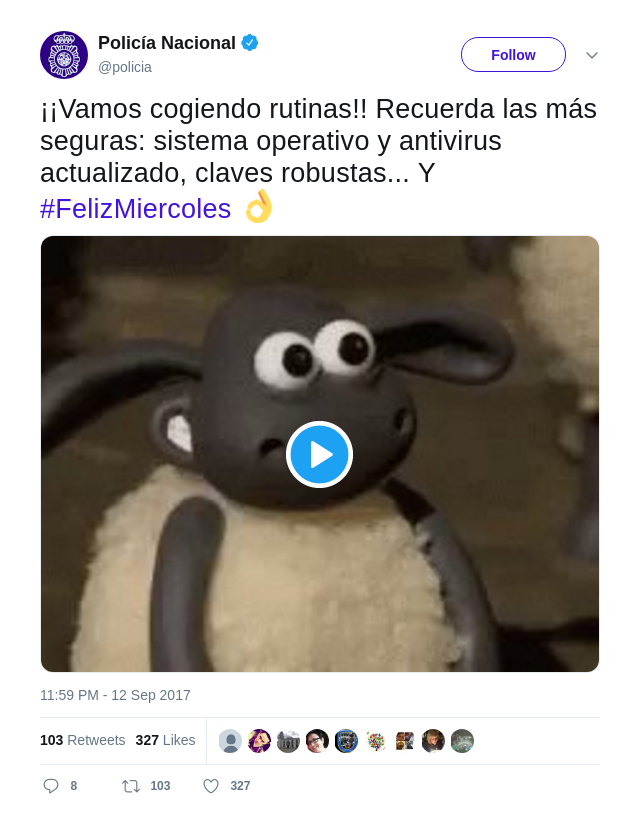 Policía Nacional
@policia
Follow
¡¡Vamos cogiendo rutinas!! Recuerda las más
seguras: sistema operativo y antivirus
actualizado, claves robustas... Y
#FelizMiercoles 👌
11:59 PM - 12 Sep 2017
103 Retweets 327 Likes
8 103 327